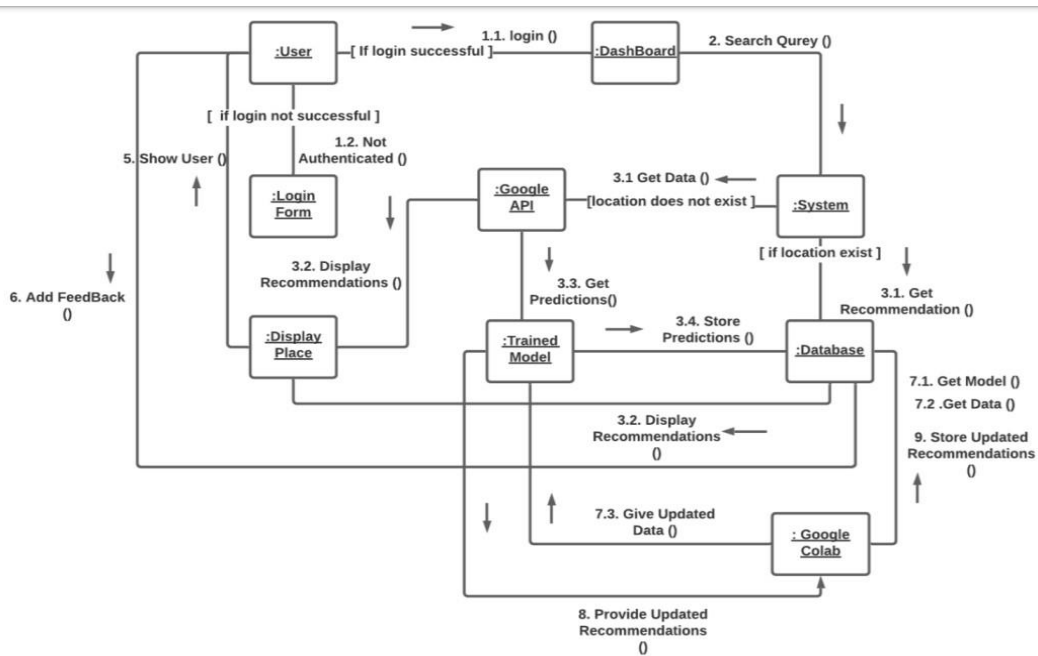 1.1. login ()
:User
[ If login successful ]
:DashBoard
2. Search Qurey ()
[ if login not successful ]
1.2. Not
Authenticated ()
5. Show User ()
:Login
Form
:Google
API
3.1 Get Data ()
[location does not exist ]
:System
[ if location exist ]
3.2. Display
Recommendations ()
3.3. Get
Predictions()
3.1. Get
Recommendation ()
6. Add FeedBack
()
:Display
Place
:Trained
Model
3.4. Store
Predictions ()
:Database
7.1. Get Model ()
7.2 .Get Data ()
3.2. Display
Recommendations
()
9. Store Updated
Recommendations
()
7.3. Give Updated
Data ()
: Google
Colab
8. Provide Updated
Recommendations
()